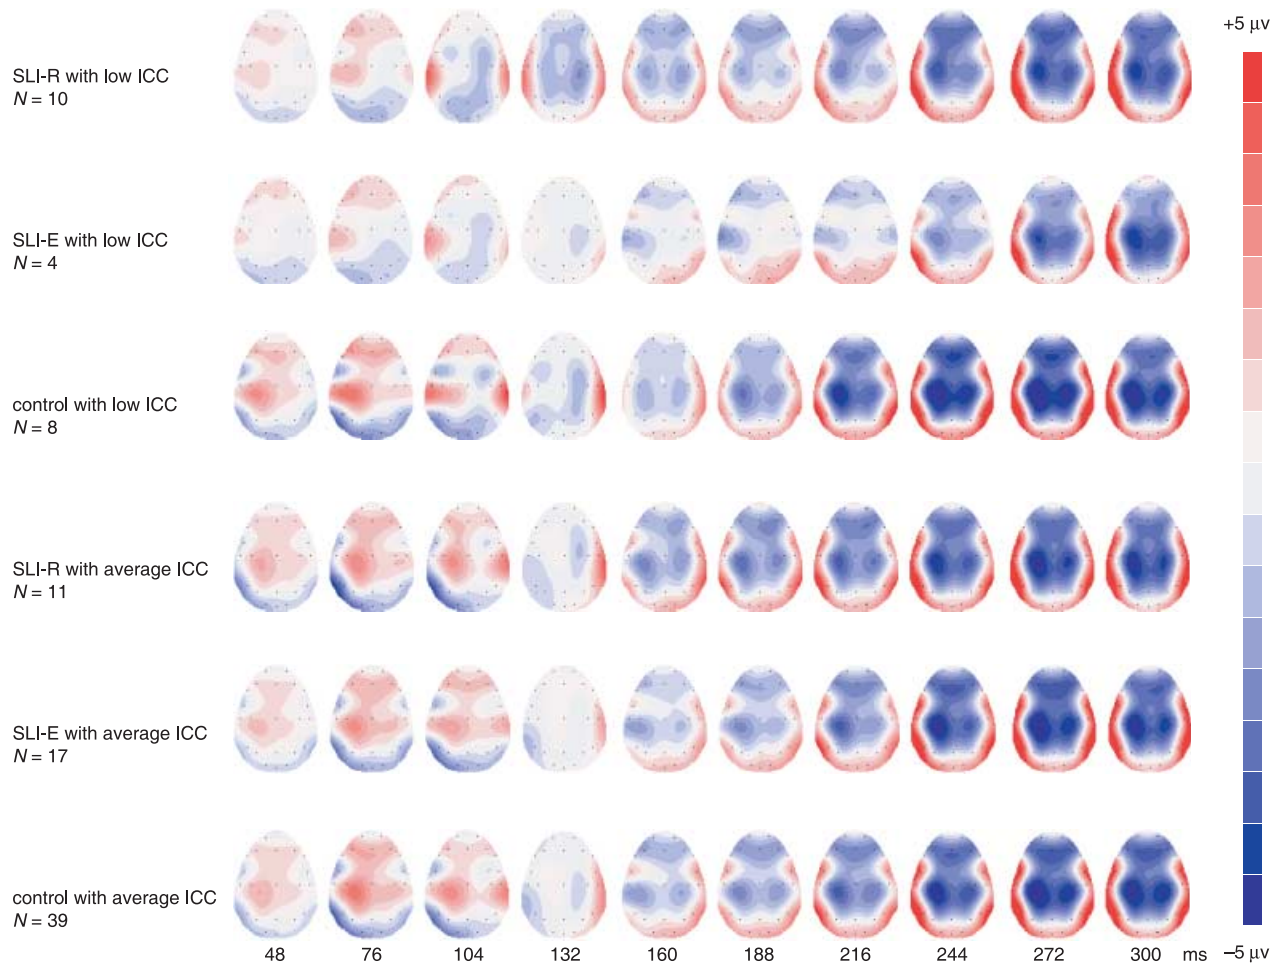 +5 μv
SLI-R with low ICC
N = 10
SLI-E with low ICC
N = 4
control with low ICC
N = 8
SLI-R with average ICC
N = 11
SLI-E with average ICC
N = 17
control with average ICC
N = 39
48 76 104 132 160 188 216 244 272 300 ms −5 μv